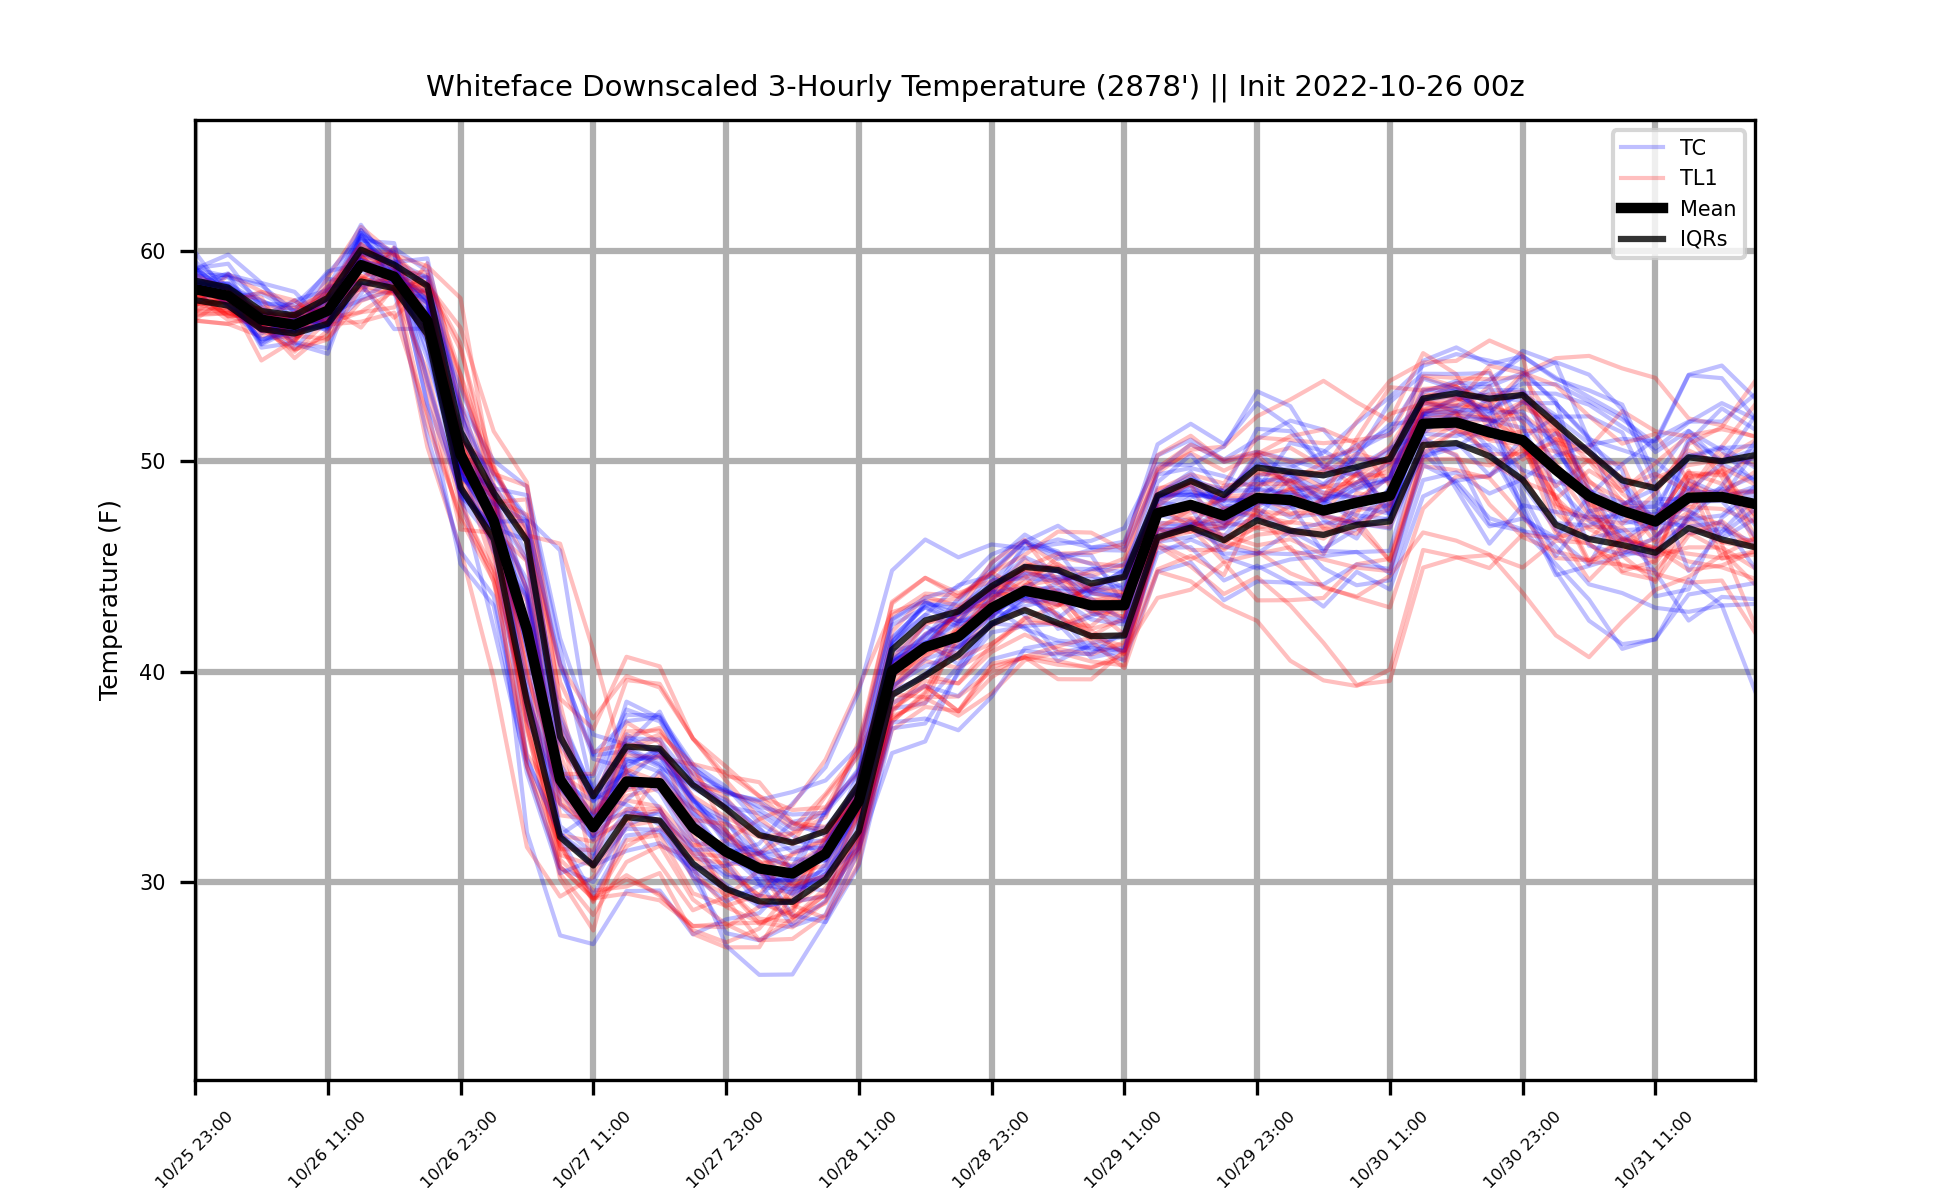 Whiteface Downscaled 3-Hourly Temperature (2878') || Init 2022-10-26 00z
TC
TL1
Mean
IQRs
Temperature (F)
60
50
40
30
10/25 23:00
10/26 11:00
10/26 23:00
10/27 11:00
10/27 23:00
10/28 11:00
10/28 23:00
10/29 11:00
10/29 23:00
10/30 11:00
10/30 23:00
10/31 11:00